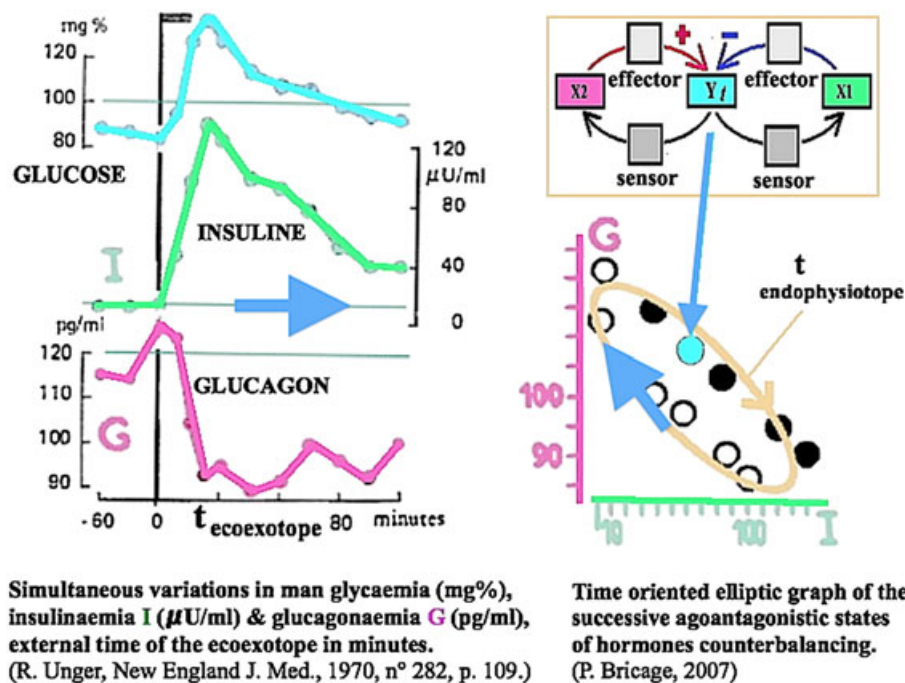 mg %
120
100
80
GLUCOSE
INSULINE
I
120
µU/ml
80
40
0
pg/ml
120
110
100
90
GLUCAGON
G
-60
0
t
ecoexotope
80
minutes
+
-
effector
effector
X2
Yt
X1
sensor
sensor
G
t
endophysiotope
100
90
10
100
I
Simultaneous variations in man glycaemia (mg%),
insulinaemia I (µU/ml) & glucagonaemia G (pg/ml),
external time of the ecoexotope in minutes.
(R. Unger, New England J. Med., 1970, n° 282, p. 109.)
Time oriented elliptic graph of the
successive agoantagonistic states
of hormones counterbalancing.
(P. Bricage, 2007)